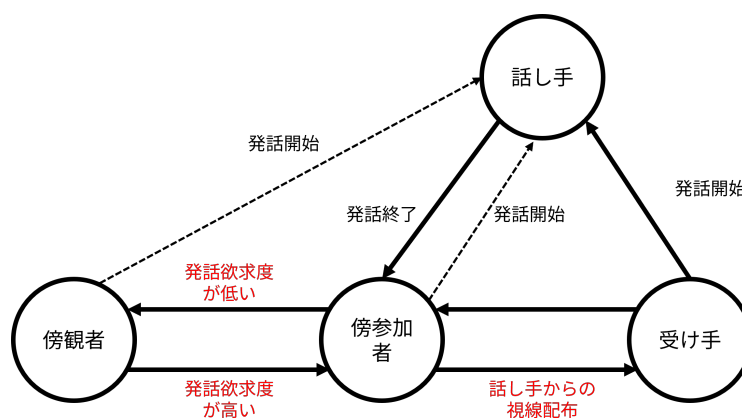 話し手
発話開始
発話開始
発話終了
発話開始
発話欲求度
が低い
傍観者
傍参加
者
受け手
発話欲求度
が高い
話し手からの
視線配布